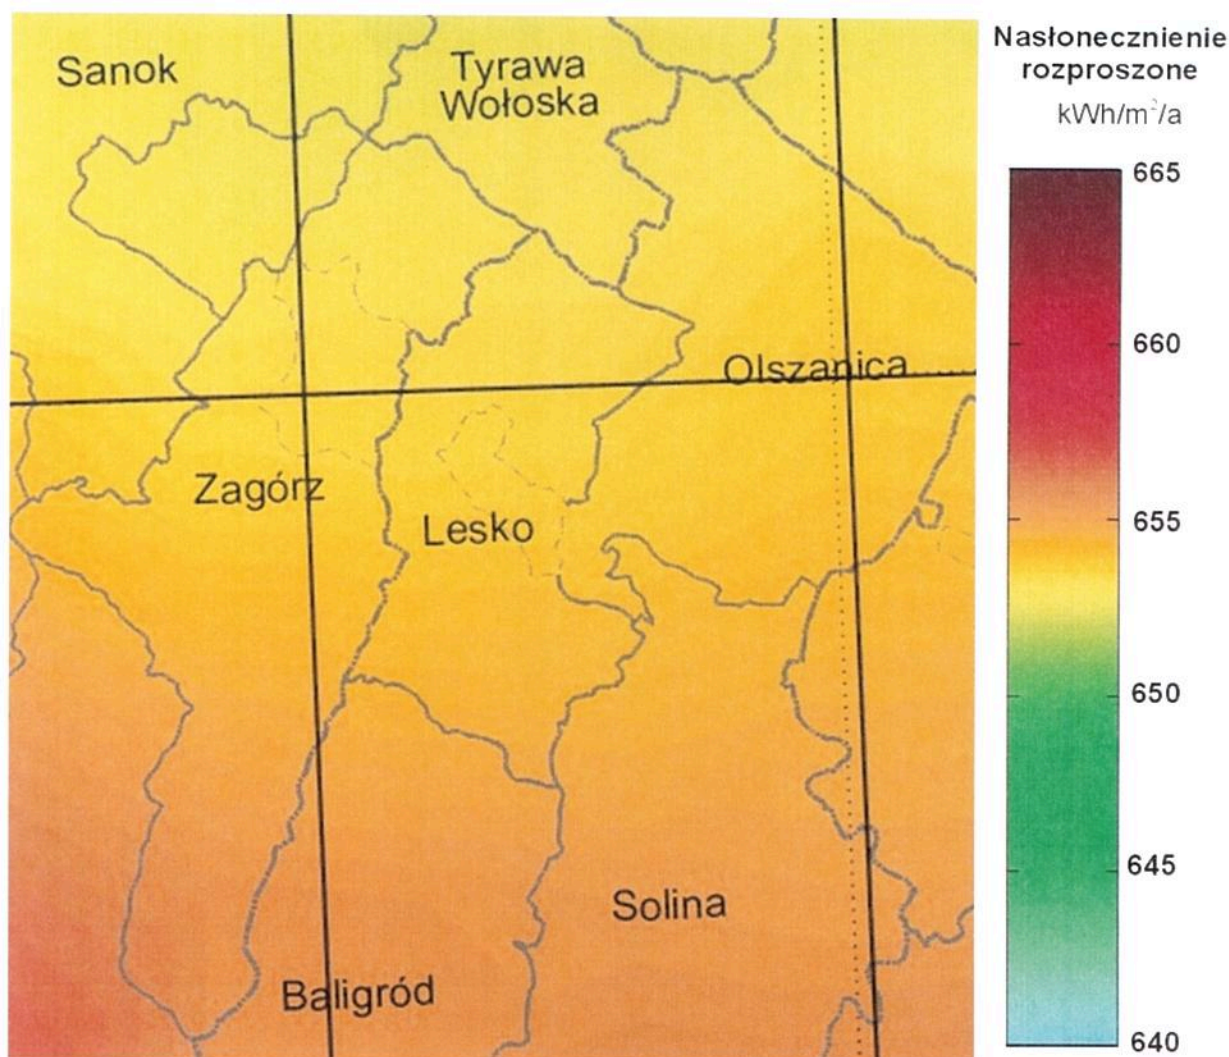 Sanok
Tyrawa
Wołoska
Olszanica
Zagórz
Lesko
Solina
Baligród
Nasłonecznienie
rozproszone
kWh/m²/a
665
660
655
650
645
640